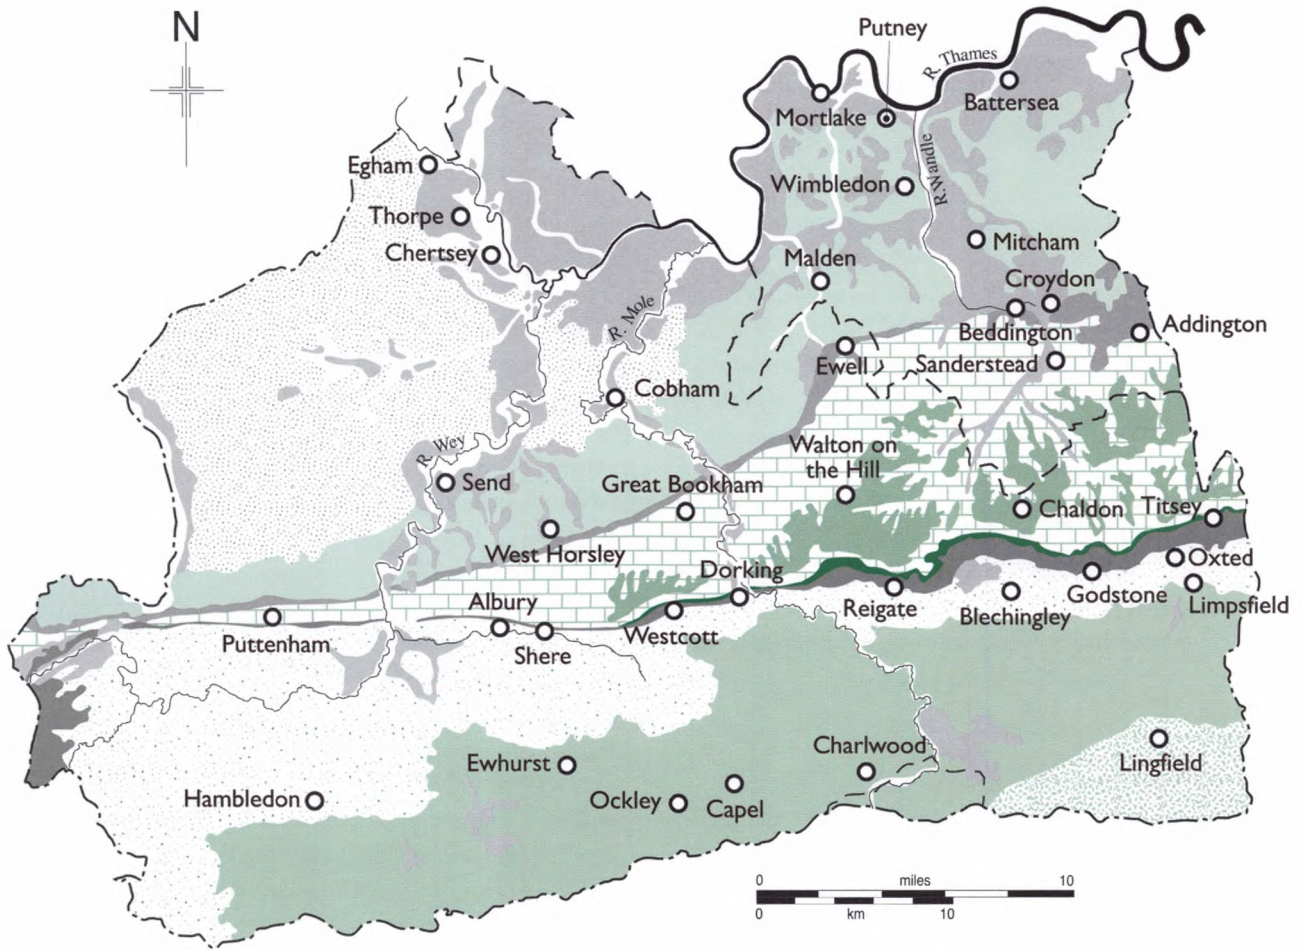 N
Putney
R. Thames
Battersea
Mortlake
Egham
R. Wandle
Wimbledon
Thorpe
Chertsey
Mitcham
Malden
Croydon
R. Mole
Beddington
Addington
Ewell
Sanderstead
Cobham
R. Wey
Walton on
the Hill
Send
Great Bookham
Chaldon
Titsey
West Horsley
Oxted
Dorking
Albury
Reigate
Blechingley
Godstone
Limpsfield
Puttenham
Shere
Westcott
Charlwood
Ewhurst
Lingfield
Hambledon
Ockley
Capel
0 miles 10
0 km 10